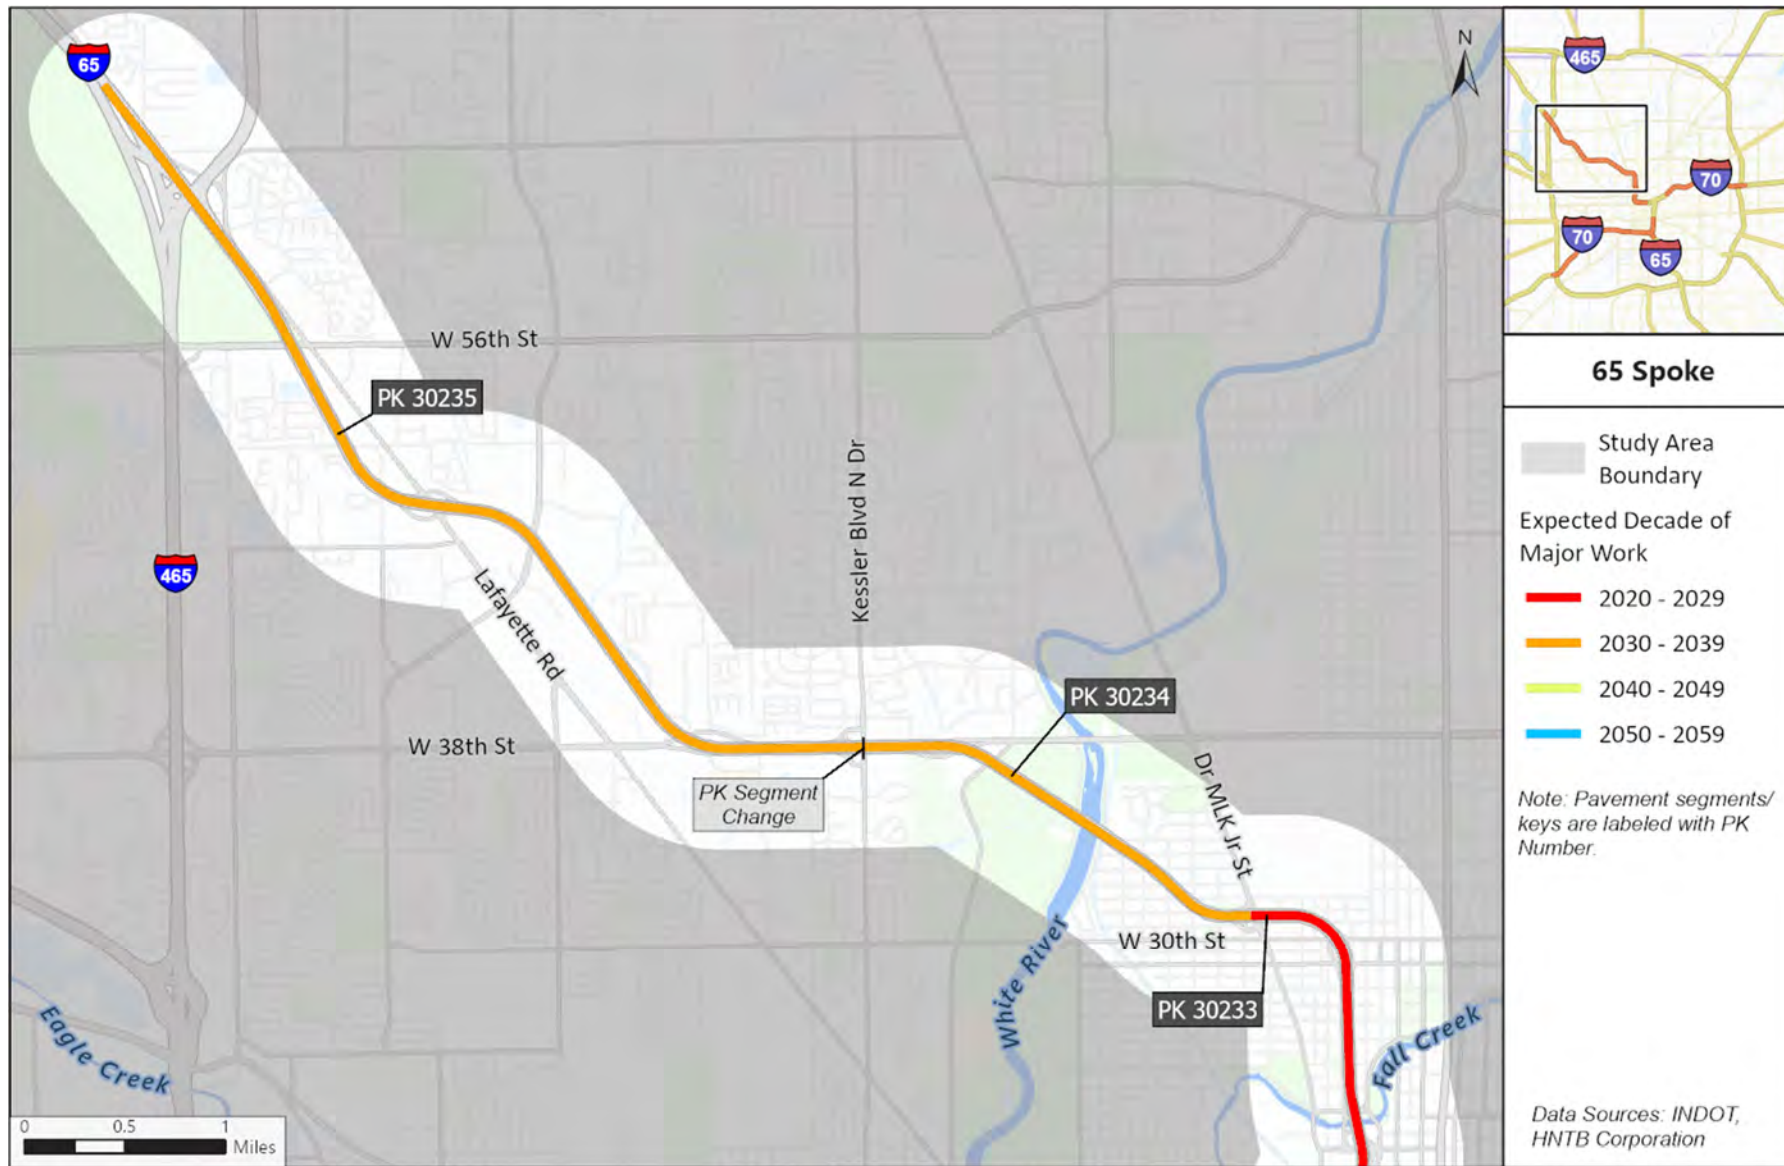 65
N
W 56th St
PK 30235
Kessler Blvd N Dr
465
Lafayette Rd
PK 30234
W 38th St
PK Segment
Change
Dr MLK Jr St
W 30th St
White River
PK 30233
Fall Creek
Eagle Creek
0 0.5 1
Miles
465
70
70
65
65 Spoke
Study Area
Boundary
Expected Decade of
Major Work
2020 - 2029
2030 - 2039
2040 - 2049
2050 - 2059
Note: Pavement segments/
keys are labeled with PK
Number.
Data Sources: INDOT,
HNTB Corporation